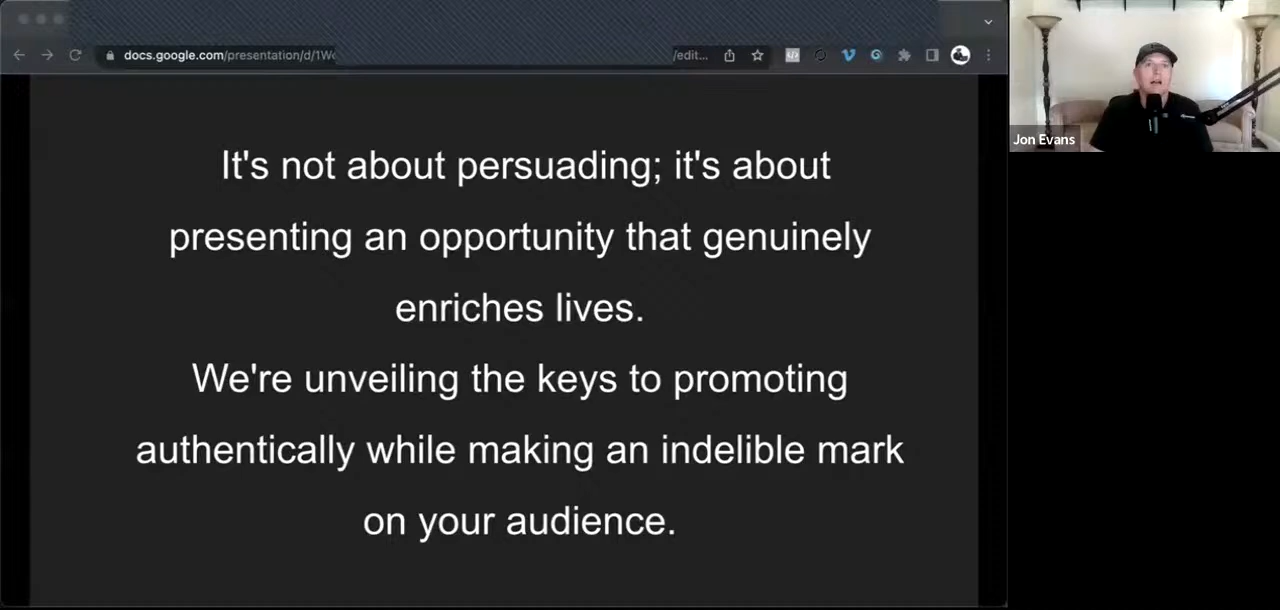 docs.google.com/presentation/d/1W
/edit...
It's not about persuading; it's about
presenting an opportunity that genuinely
enriches lives.
We're unveiling the keys to promoting
authentically while making an indelible mark
on your audience.
Jon Evans